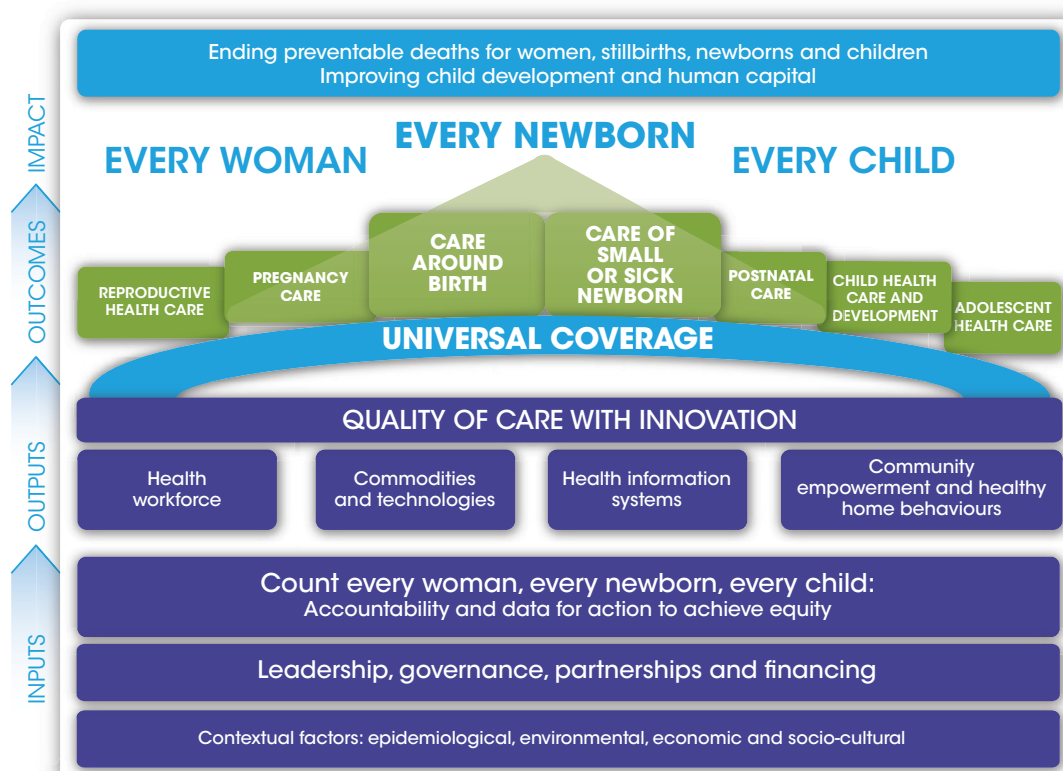 Ending preventable deaths for women, stillbirths, newborns and children
Improving child development and human capital
IMPACT
EVERY WOMAN
EVERY NEWBORN
EVERY CHILD
OUTCOMES
REPRODUCTIVE
HEALTH CARE
PREGNANCY
CARE
CARE
AROUND
BIRTH
CARE OF
SMALL
OR SICK
NEWBORN
POSTNATAL
CARE
CHILD HEALTH
CARE AND
DEVELOPMENT
ADOLESCENT
HEALTH CARE
UNIVERSAL COVERAGE
OUTPUTS
QUALITY OF CARE WITH INNOVATION
Health
workforce
Commodities
and technologies
Health information
systems
Community
empowerment and healthy
home behaviours
INPUTS
Count every woman, every newborn, every child:
Accountability and data for action to achieve equity
Leadership, governance, partnerships and financing
Contextual factors: epidemiological, environmental, economic and socio-cultural